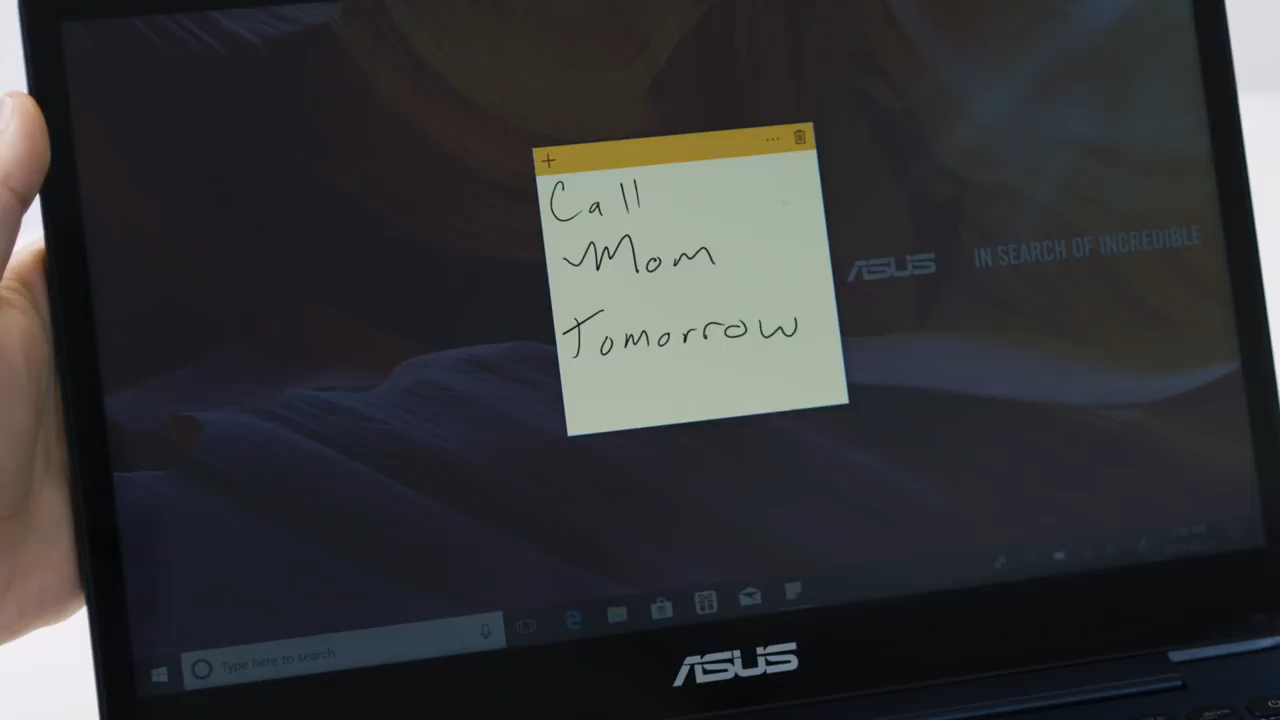 Call
Mom
Tomorrow
ASUS IN SEARCH OF INCREDIBLE
Type here to search
ASUS